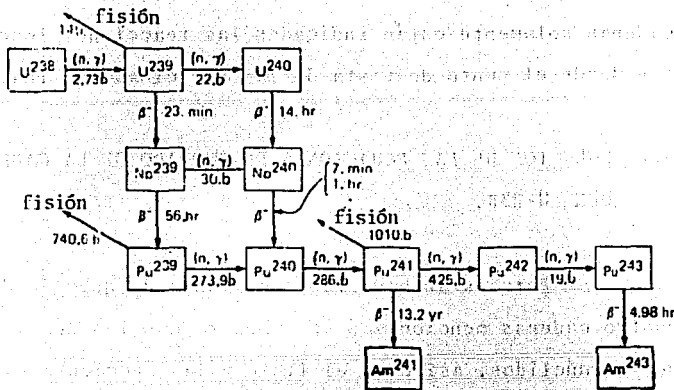 fisión
(n, γ)
(n, γ)
U238
U239
U240
2,73b
22,b
β⁻
23. min
β⁻
14. hr
(n, γ)
Np239
Np240
30.b
β⁻
56,hr
β⁻
7. min
1. hr
fisión
fisión
740,6 b
1010.b
(n, γ)
(n, γ)
(n, γ)
(n, γ)
Pu239
Pu240
Pu241
Pu242
Pu243
273,9b
286,b
425,b
19,b
β⁻
13.2 yr
β⁻
4.98 hr
Am241
Am243